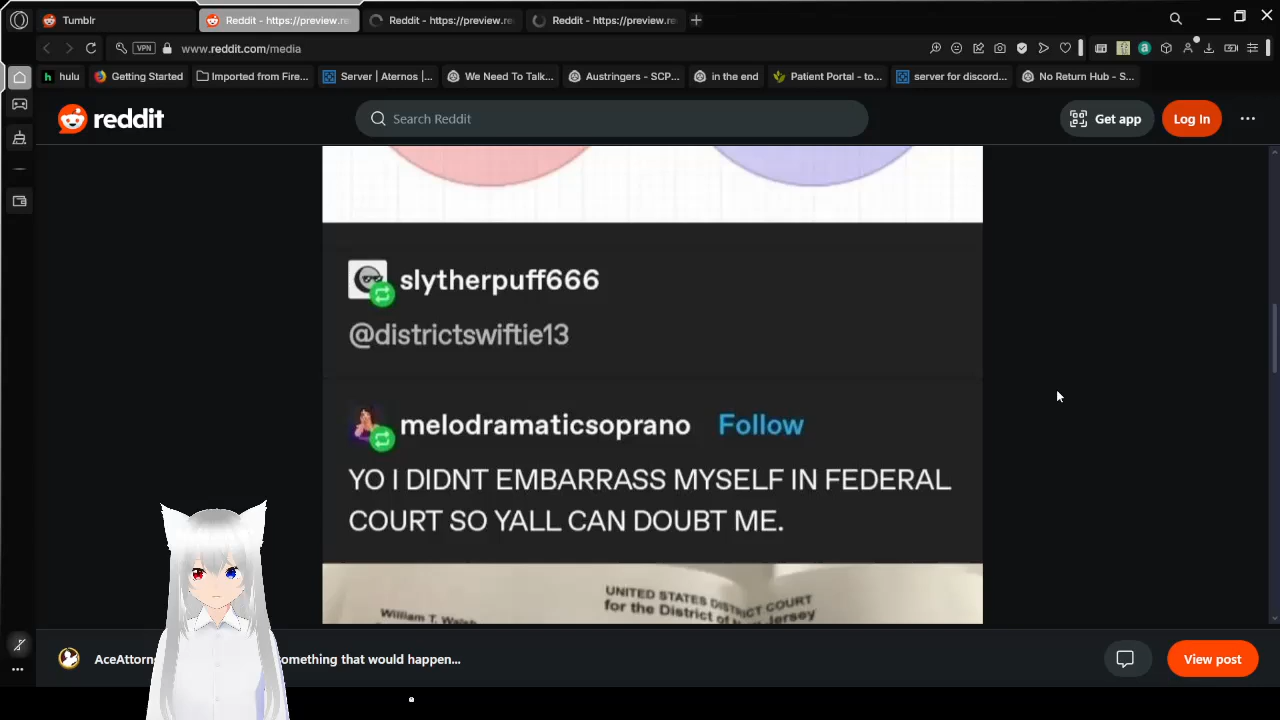 Tumblr
Reddit - https://preview.re
Reddit - https://preview.re
Reddit - https://preview.re
VPN
www.reddit.com/media
hulu
Getting Started
Imported from Fire...
Server | Aternos |...
We Need To Talk...
Austringers - SCP...
in the end
Patient Portal - to...
server for discord...
No Return Hub - S...
reddit
Search Reddit
Get app
Log In
slytherpuff666
@districtswiftie13
melodramaticsoprano Follow
YO I DIDNT EMBARRASS MYSELF IN FEDERAL
COURT SO YALL CAN DOUBT ME.
UNITED STATES DISTRICT COURT
for the District of Jersey
William T. Walsh
AceAttorn
omething that would happen...
View post